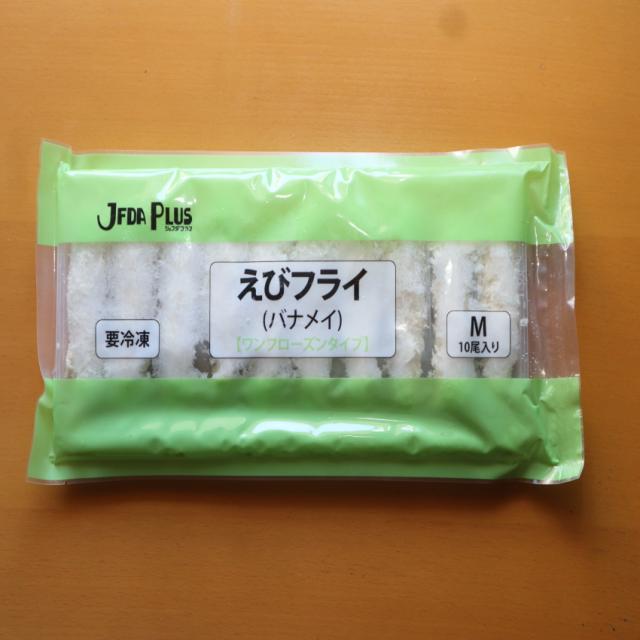 JFDA PLUS
ジェフダプラス
えびフライ
(バナメイ)
【ワンフローズンタイプ】
要冷凍
M
10尾入り